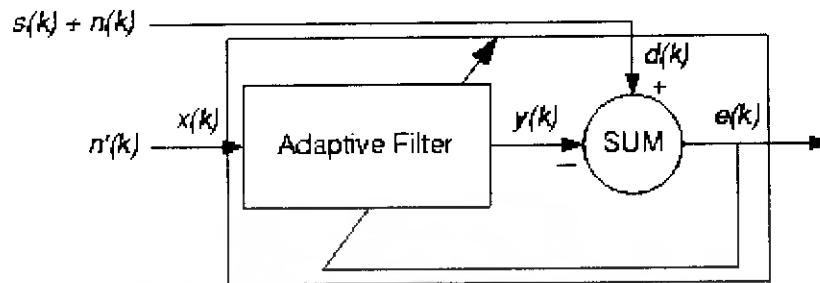 s(k) + n(k)
d(k)
+
n'(k)
x(k)
Adaptive Filter
y(k)
−
SUM
e(k)